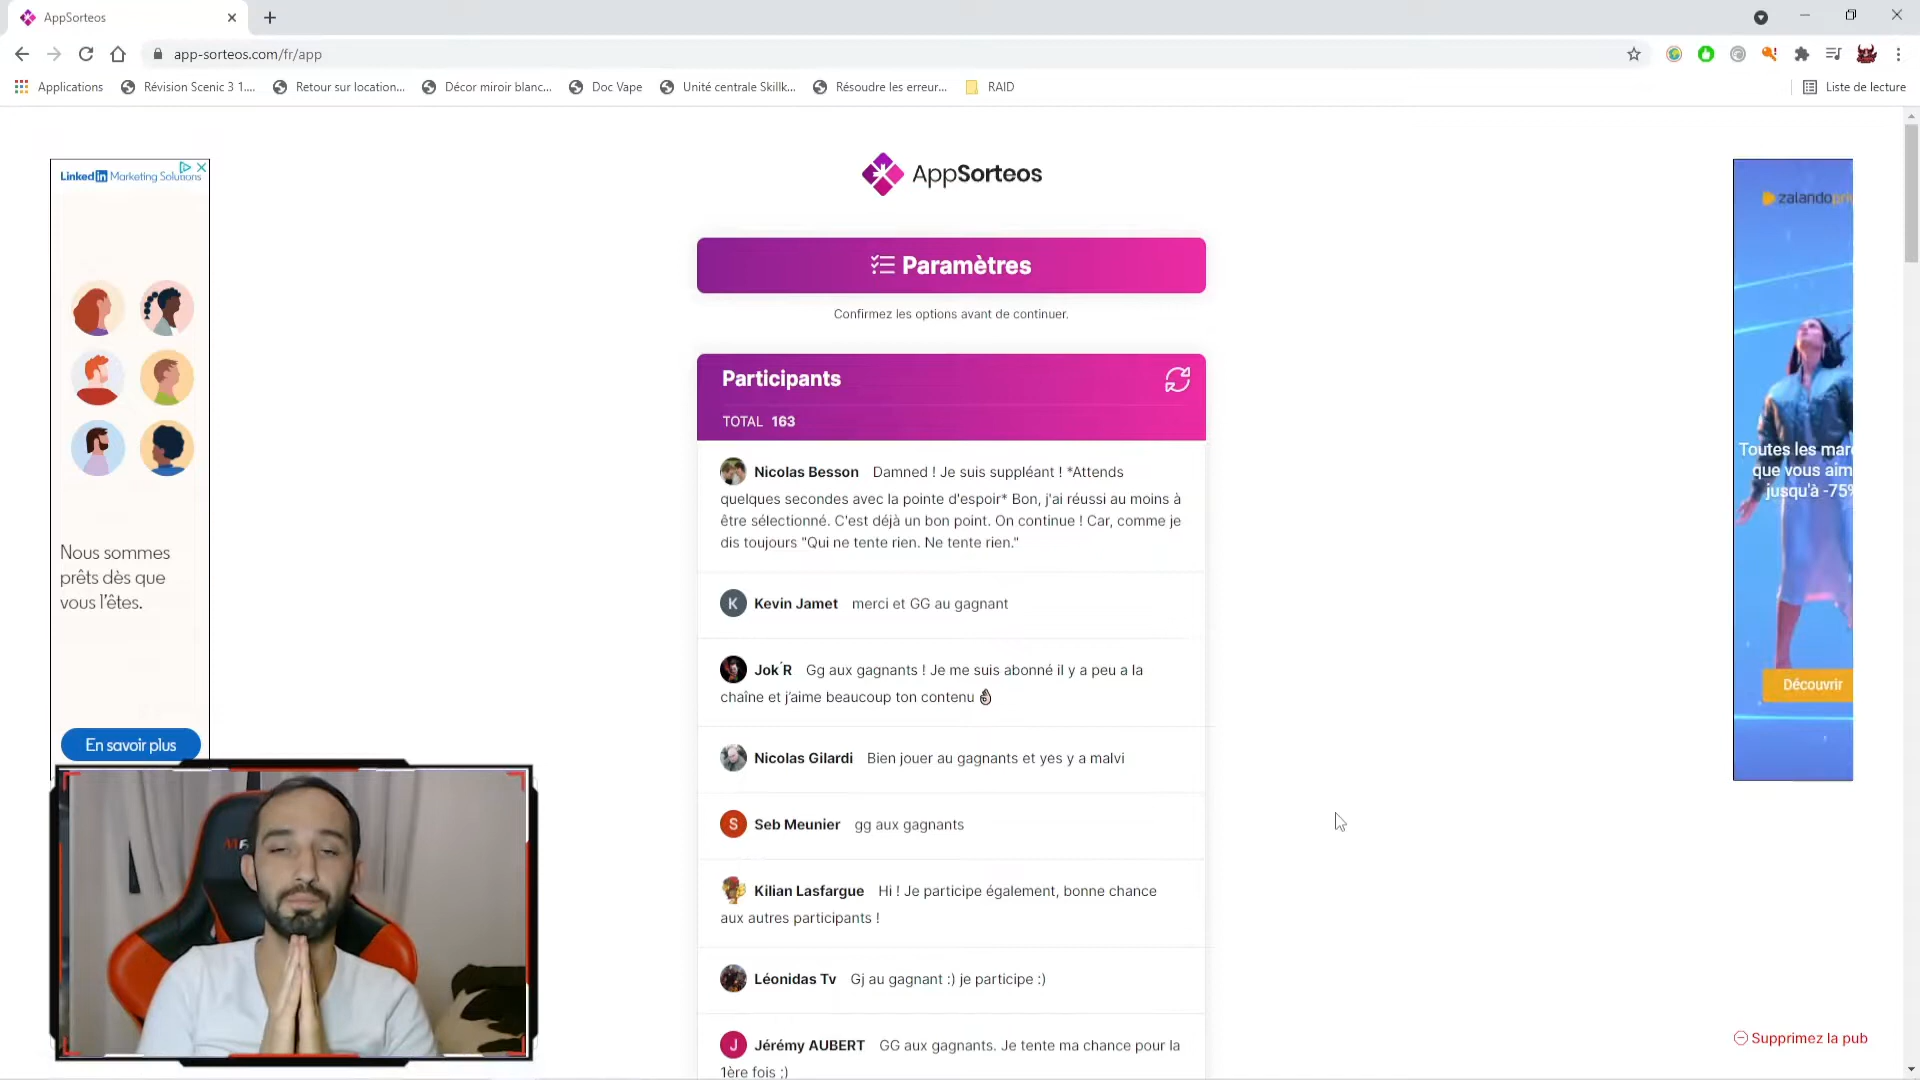 AppSorteos
app-sorteos.com/fr/app
Applications
Révision Scenic 3 1....
Retour sur location...
Décor miroir blanc...
Doc Vape
Unité centrale Skillk...
Résoudre les erreur...
RAID
Liste de lecture
LinkedIn Marketing Solutions
Nous sommes
prêts dès que
vous l'êtes.
En savoir plus
AppSorteos
Paramètres
Confirmez les options avant de continuer.
Participants
TOTAL 163
Nicolas Besson Damned ! Je suis suppléant ! *Attends
quelques secondes avec la pointe d'espoir* Bon, j'ai réussi au moins à
être sélectionné. C'est déjà un bon point. On continue ! Car, comme je
dis toujours "Qui ne tente rien. Ne tente rien."
K Kevin Jamet merci et GG au gagnant
Jok´R Gg aux gagnants ! Je me suis abonné il y a peu a la
chaîne et j'aime beaucoup ton contenu 👌🏻
Nicolas Gilardi Bien jouer au gagnants et yes y a malvi
S Seb Meunier gg aux gagnants
Kilian Lasfargue Hi ! Je participe également, bonne chance
aux autres participants !
Léonidas Tv Gj au gagnant :) je participe :)
J Jérémy AUBERT GG aux gagnants. Je tente ma chance pour la
1ère fois ;)
zalandopri
Toutes les mar
que vous aim
jusqu'à -75%
Découvrir
Supprimez la pub